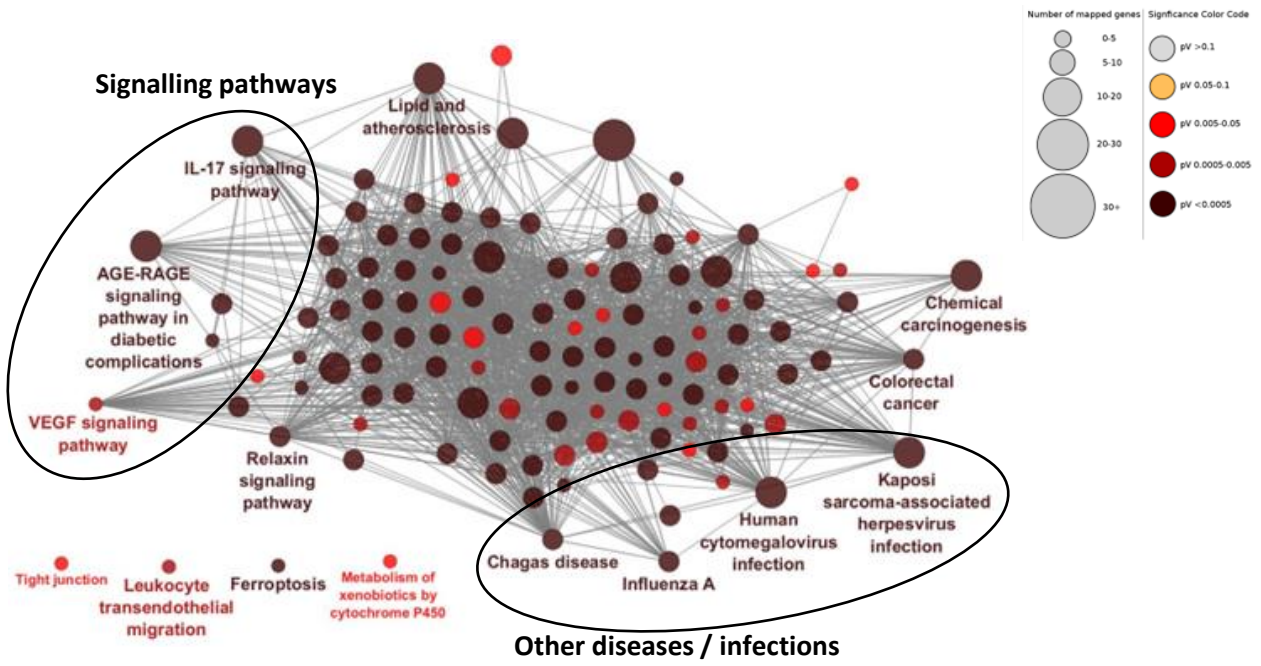 Number of mapped genes
0-5
5-10
10-20
20-30
30+
Signficance Color Code
pV >0.1
pV 0.05-0.1
pV 0.005-0.05
pV 0.0005-0.005
pV <0.0005
Signalling pathways
Lipid and
atherosclerosis
IL-17 signaling
pathway
AGE-RAGE
signaling
pathway in
diabetic
complications
VEGF signaling
pathway
Relaxin
signaling
pathway
Chemical
carcinogenesis
Colorectal
cancer
Kaposi
sarcoma-associated
herpesvirus
infection
Human
cytomegalovirus
infection
Chagas disease
Influenza A
Tight junction
Leukocyte
transendothelial
migration
Ferroptosis
Metabolism of
xenobiotics by
cytochrome P450
Other diseases / infections